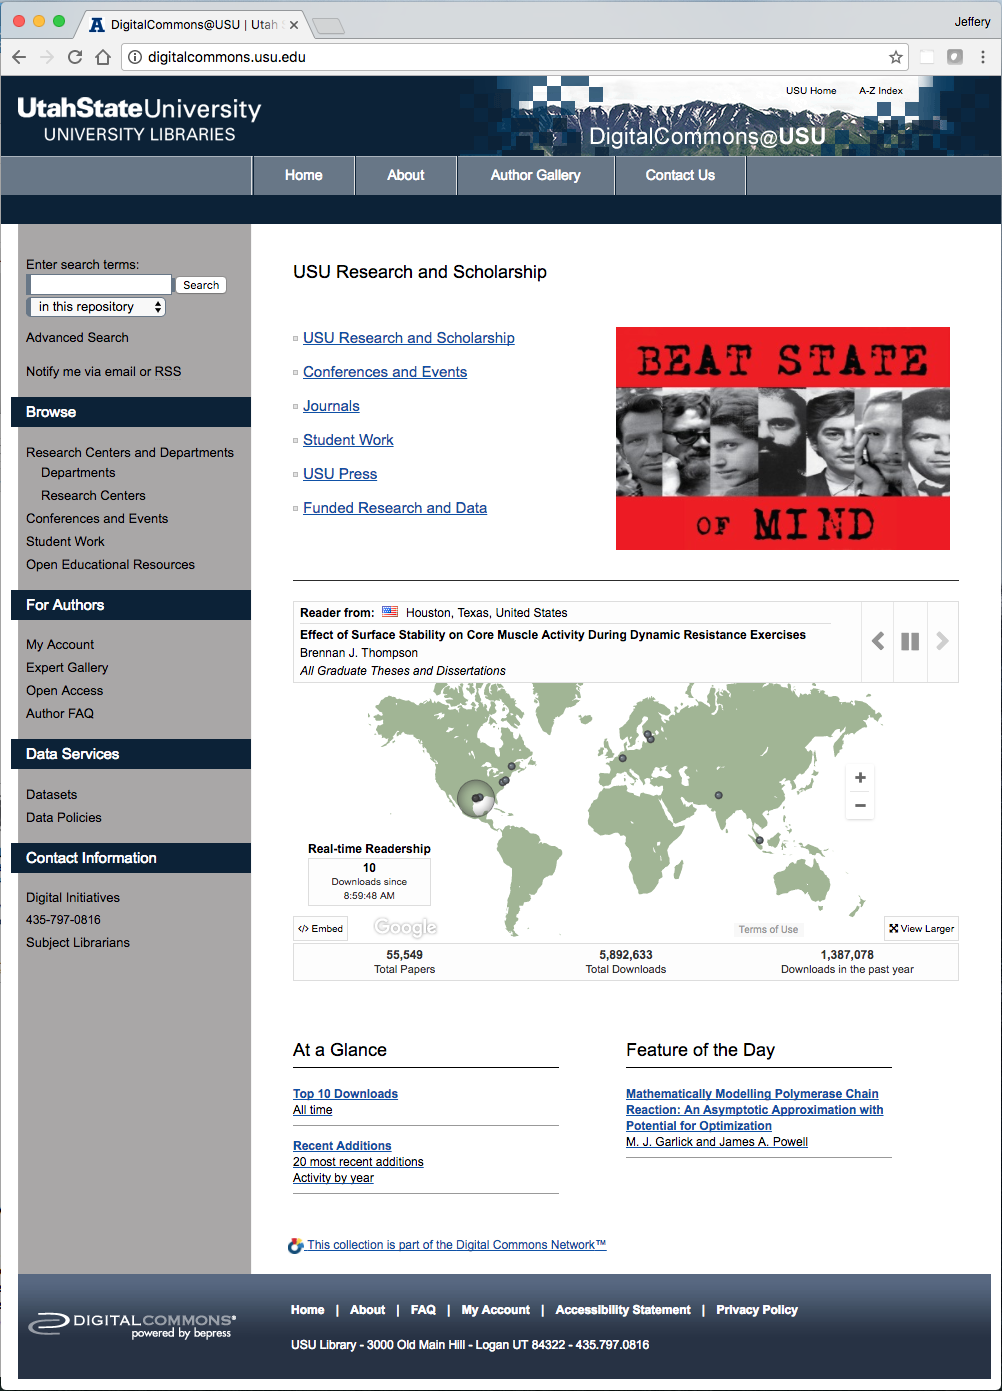 DigitalCommons@USU | Utah
Jeffery
digitalcommons.usu.edu
USU Home A-Z Index
UtahStateUniversity
UNIVERSITY LIBRARIES
DigitalCommons@USU
Home About Author Gallery Contact Us
Enter search terms:
Search
in this repository
Advanced Search
Notify me via email or RSS
Browse
Research Centers and Departments
Departments
Research Centers
Conferences and Events
Student Work
Open Educational Resources
For Authors
My Account
Expert Gallery
Open Access
Author FAQ
Data Services
Datasets
Data Policies
Contact Information
Digital Initiatives
435-797-0816
Subject Librarians
USU Research and Scholarship
USU Research and Scholarship
Conferences and Events
Journals
Student Work
USU Press
Funded Research and Data
BEAT STATE
OF MIND
Reader from: Houston, Texas, United States
Effect of Surface Stability on Core Muscle Activity During Dynamic Resistance Exercises
Brennan J. Thompson
All Graduate Theses and Dissertations
+
−
Real-time Readership
10
Downloads since
8:59:48 AM
</> Embed
Google
Terms of Use
View Larger
55,549 5,892,633 1,387,078
Total Papers Total Downloads Downloads in the past year
At a Glance
Top 10 Downloads
All time
Recent Additions
20 most recent additions
Activity by year
Feature of the Day
Mathematically Modelling Polymerase Chain
Reaction: An Asymptotic Approximation with
Potential for Optimization
M. J. Garlick and James A. Powell
This collection is part of the Digital Commons Network™
DIGITALCOMMONS®
powered by bepress
Home | About | FAQ | My Account | Accessibility Statement | Privacy Policy
USU Library - 3000 Old Main Hill - Logan UT 84322 - 435.797.0816